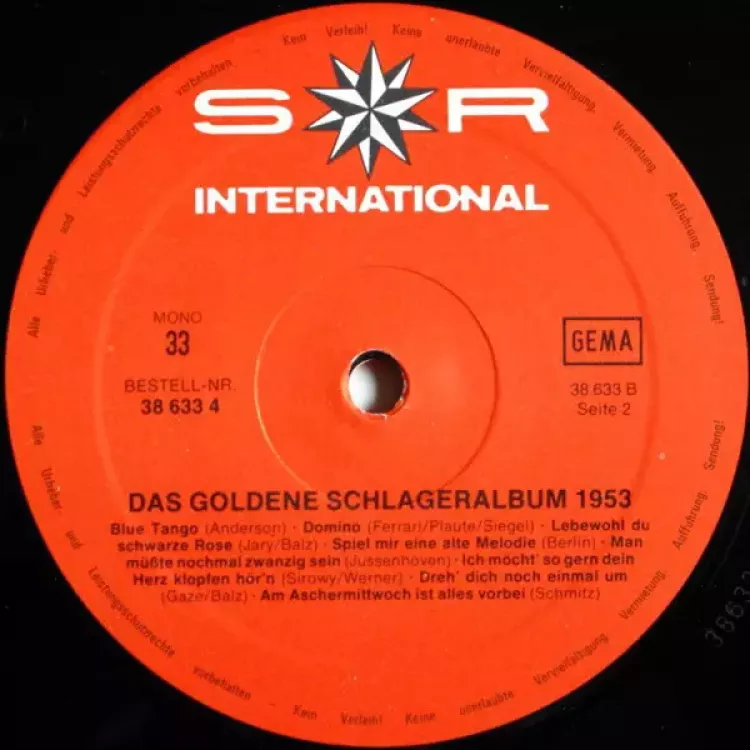 Alle Urheber- und Leistungsschutzrechte vorbehalten - Kein Verleih! Keine unerlaubte Vervielfältigung, Vermietung, Aufführung, Sendung!
S R
INTERNATIONAL
MONO
33
BESTELL-NR.
38 633 4
GEMA
38 633 B
Seite 2
DAS GOLDENE SCHLAGERALBUM 1953
Blue Tango (Anderson) · Domino (Ferrari/Plaute/Siegel) · Lebewohl du
schwarze Rose (Jary/Balz) · Spiel mir eine alte Melodie (Berlin) · Man
müßte nochmal zwanzig sein (Jussenhoven) · Ich möcht' so gern dein
Herz klopfen hör'n (Sirowy/Werner) · Dreh' dich noch einmal um
(Gaze/Balz) · Am Aschermittwoch ist alles vorbei (Schmitz)
Alle Urheber- und Leistungsschutzrechte vorbehalten - Kein Verleih! Keine unerlaubte Vervielfältigung, Vermietung, Aufführung, Sendung!